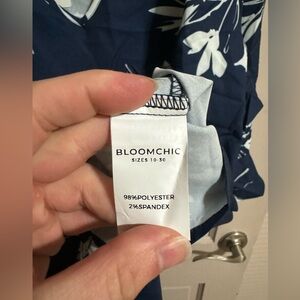 BLOOMCHIC
SIZES 10-30
98%POLYESTER
2%SPANDEX